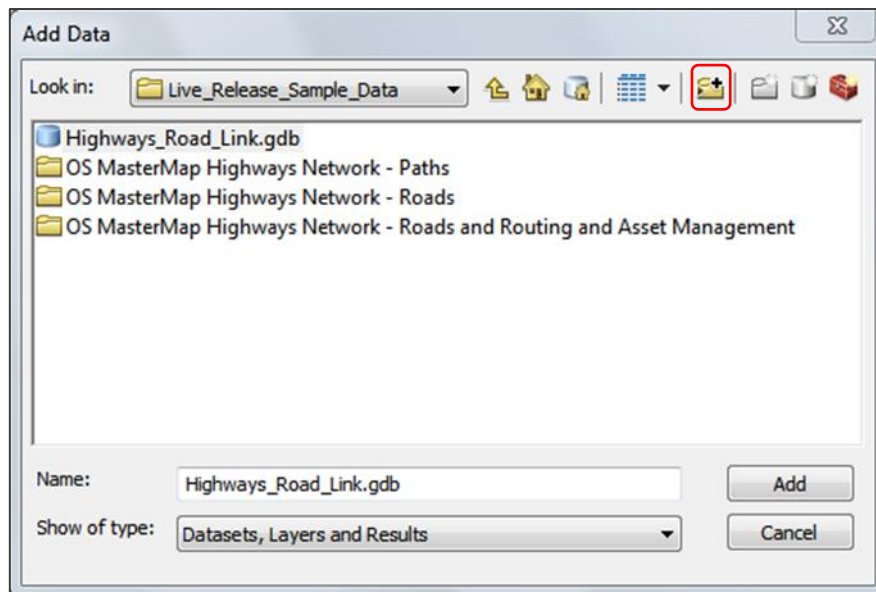 Add Data
Look in: Live_Release_Sample_Data
Highways_Road_Link.gdb
OS MasterMap Highways Network - Paths
OS MasterMap Highways Network - Roads
OS MasterMap Highways Network - Roads and Routing and Asset Management
Name: Highways_Road_Link.gdb Add
Show of type: Datasets, Layers and Results Cancel